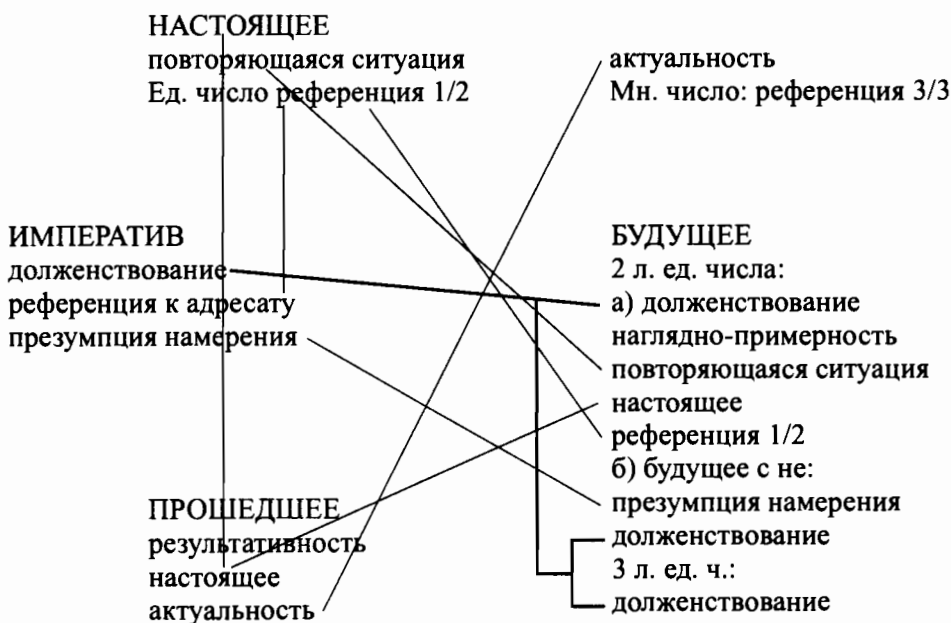 НАСТОЯЩЕЕ
повторяющаяся ситуация
Ед. число референция 1/2
актуальность
Мн. число: референция 3/3
ИМПЕРАТИВ
долженствование
референция к адресату
презумпция намерения
БУДУЩЕЕ
2 л. ед. числа:
а) долженствование
наглядно-примерность
повторяющаяся ситуация
настоящее
референция 1/2
б) будущее с не:
презумпция намерения
долженствование
3 л. ед. ч.:
долженствование
ПРОШЕДШЕЕ
результативность
настоящее
актуальность